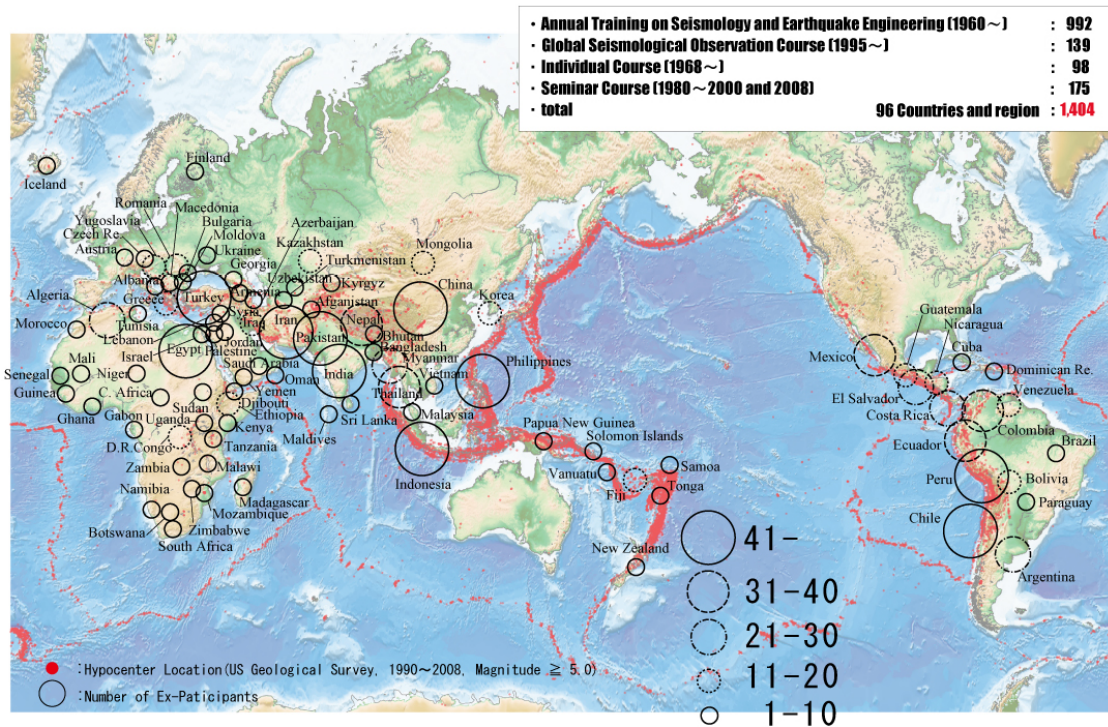 · Annual Training on Seismology and Earthquake Engineering (1960～) : 992
· Global Seismological Observation Course (1995～) : 139
· Individual Course (1968～) : 98
· Seminar Course (1980～2000 and 2008) : 175
· total 96 Countries and region : 1,404
Iceland
Finland
Romania
Macedonia
Yugoslavia
Bulgaria
Czech Re.
Moldova
Austria
Ukraine
Georgia
Azerbaijan
Kazakhstan
Turkmenistan
Mongolia
Uzbekistan
Kyrgyz
Albania
Armenia
Afganistan
China
Korea
Algeria
Greece
Turkey
Syria
Iraq
Iran
Pakistan
Nepal
Bhutan
Bangladesh
Morocco
Tunisia
Lebanon
Israel
Egypt
Palestine
Jordan
Saudi Arabia
India
Myanmar
Vietnam
Philippines
Mali
Senegal
Niger
Oman
Thailand
Guinea
C. Africa
Yemen
Djibouti
Sudan
Ethiopia
Sri Lanka
Malaysia
Ghana
Gabon
Uganda
Kenya
Maldives
D.R.Congo
Tanzania
Indonesia
Papua New Guinea
Solomon Islands
Zambia
Malawi
Vanuatu
Samoa
Fiji
Tonga
Namibia
Madagascar
Mozambique
Botswana
Zimbabwe
South Africa
New Zealand
Guatemala
Nicaragua
Mexico
Cuba
Dominican Re.
El Salvador
Venezuela
Costa Rica
Colombia
Ecuador
Brazil
Peru
Bolivia
Paraguay
Chile
Argentina
41-
31-40
21-30
11-20
1-10
:Hypocenter Location(US Geological Survey, 1990～2008, Magnitude ≧ 5.0)
:Number of Ex-Paticipants